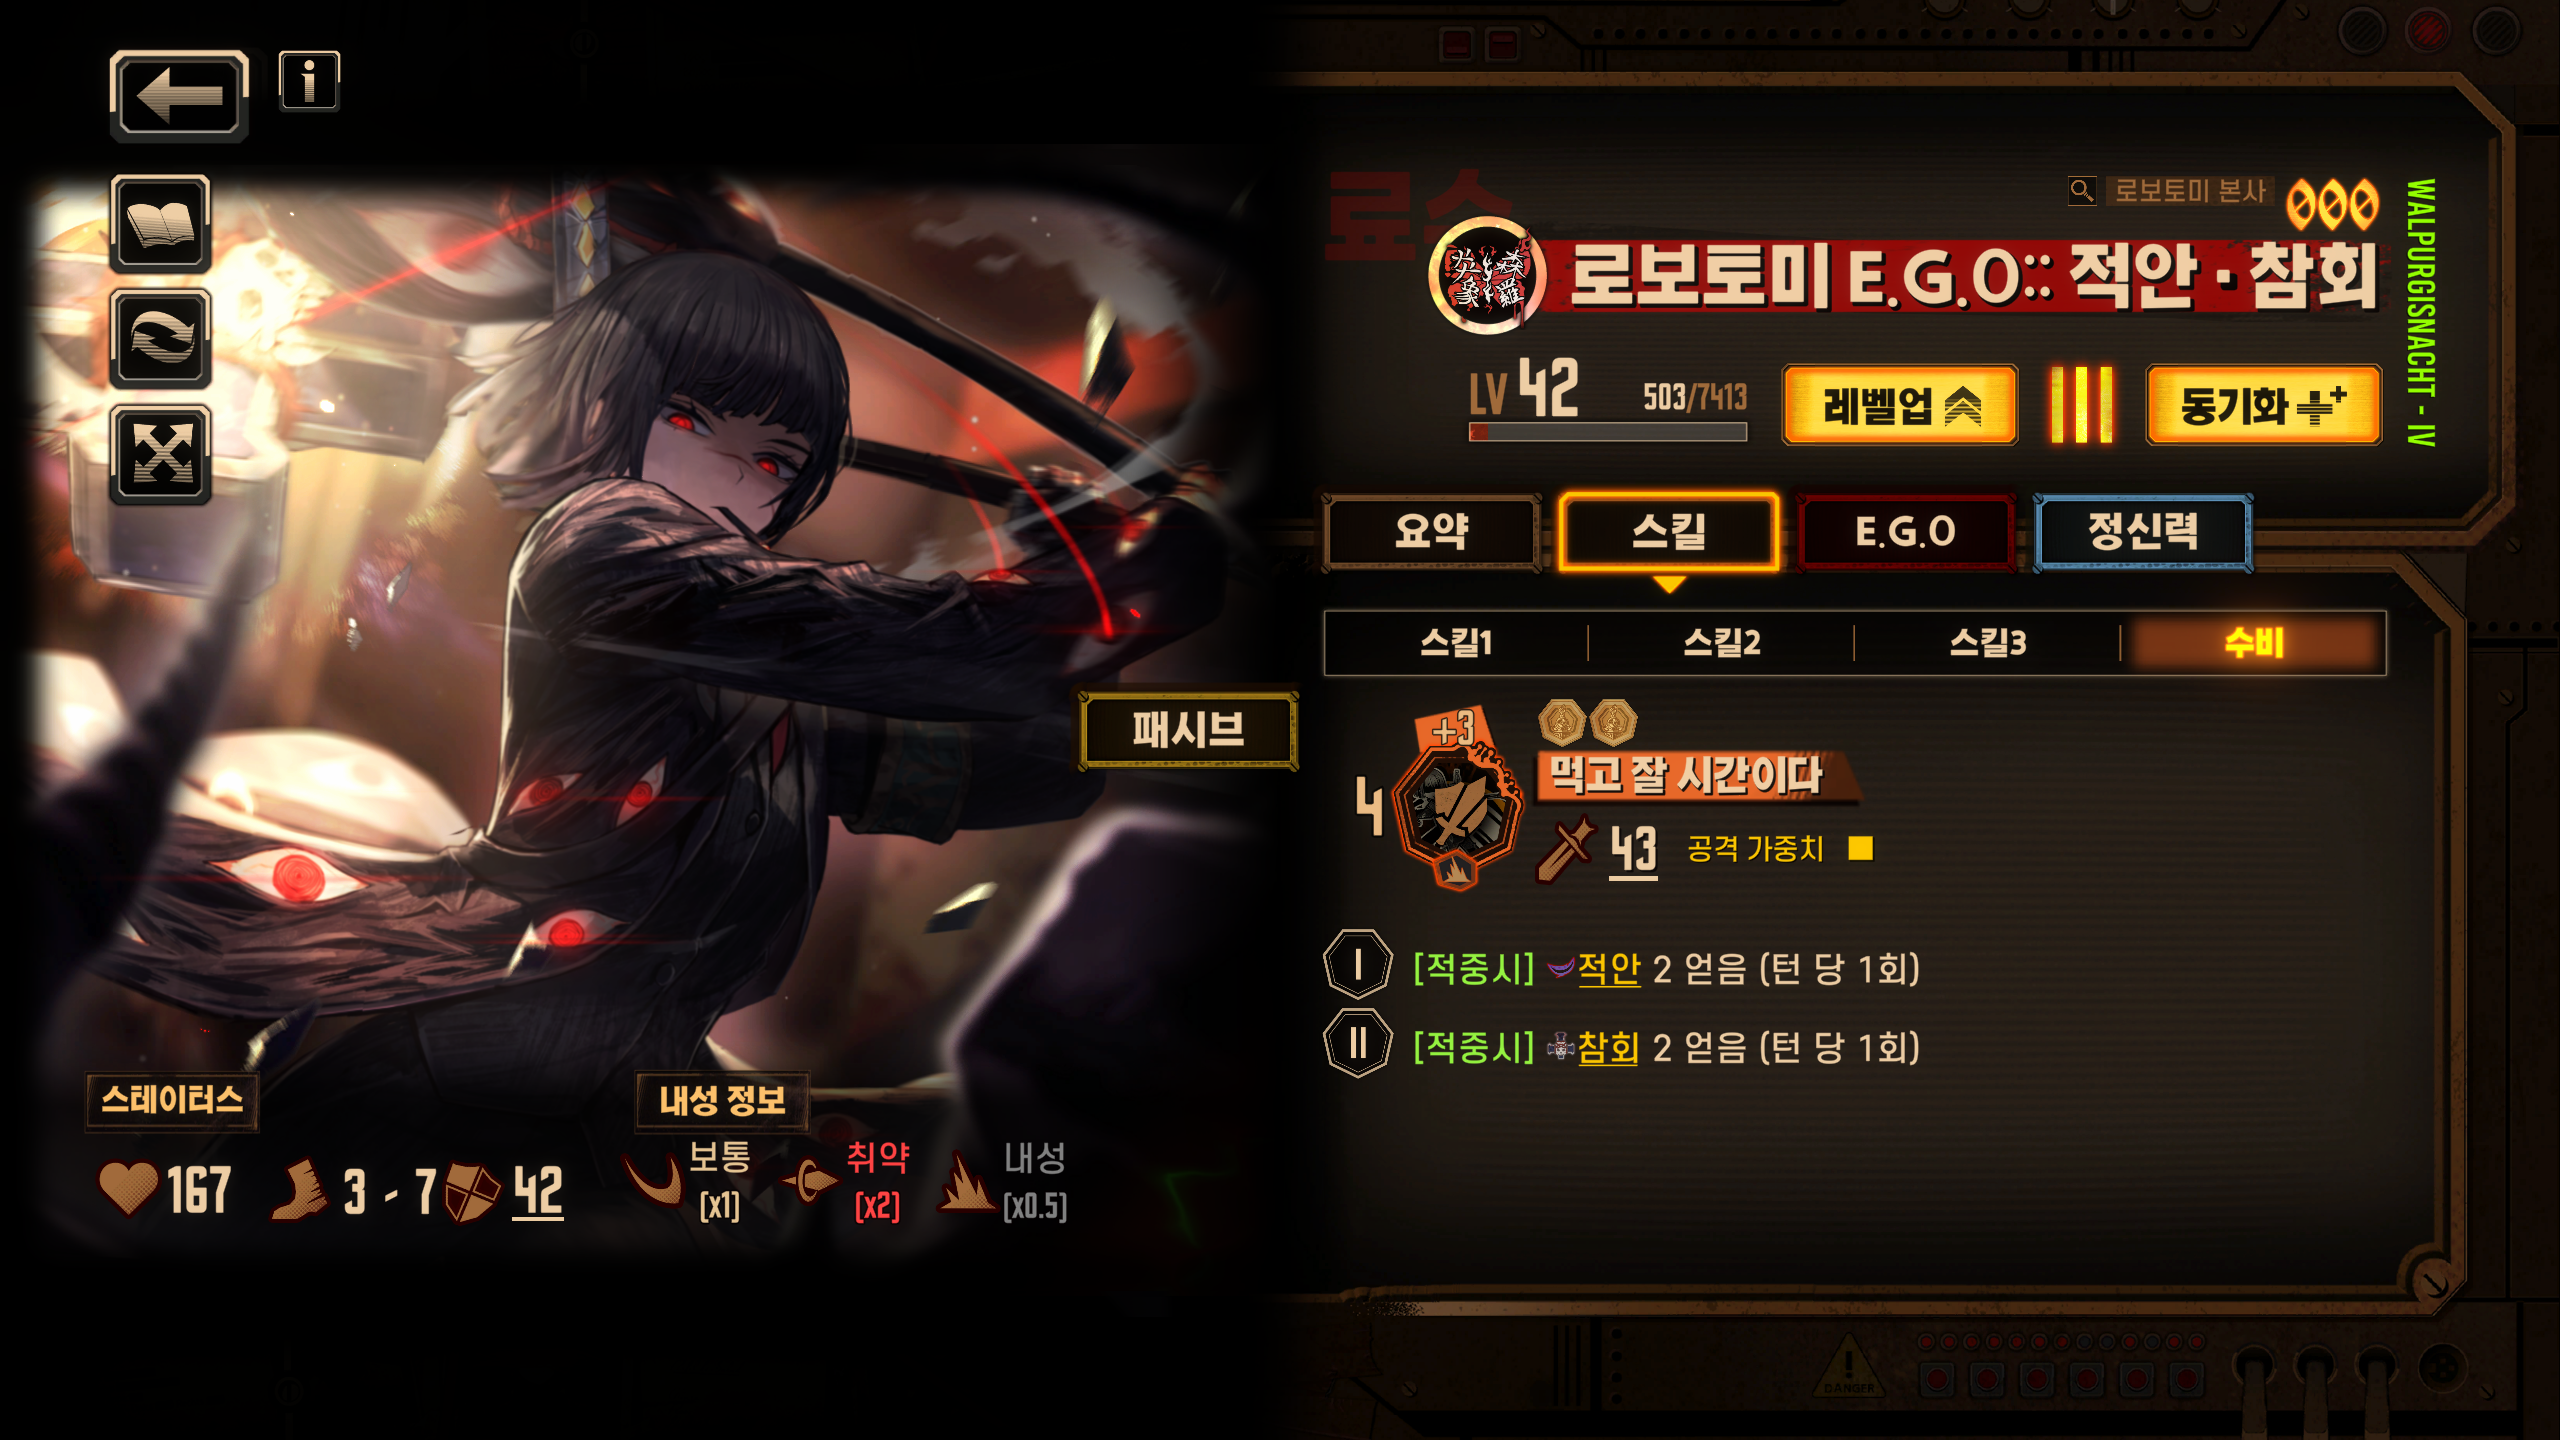 로보토미 본사
로보토미 E.G.O:: 적안 · 참회
WALPURGISNACHT - IV
LV 42
503/7413
레벨업
III
동기화
요약
스킬
E.G.O
정신력
스킬1
스킬2
스킬3
수비
패시브
+3
4
먹고 잘 시간이다
43
공격 가중치
I [적중시] 적안 2 얻음 (턴 당 1회)
II [적중시] 참회 2 얻음 (턴 당 1회)
스테이터스
167
3 - 7
42
내성 정보
보통
[x1]
취약
[x2]
내성
[x0.5]
DANGER